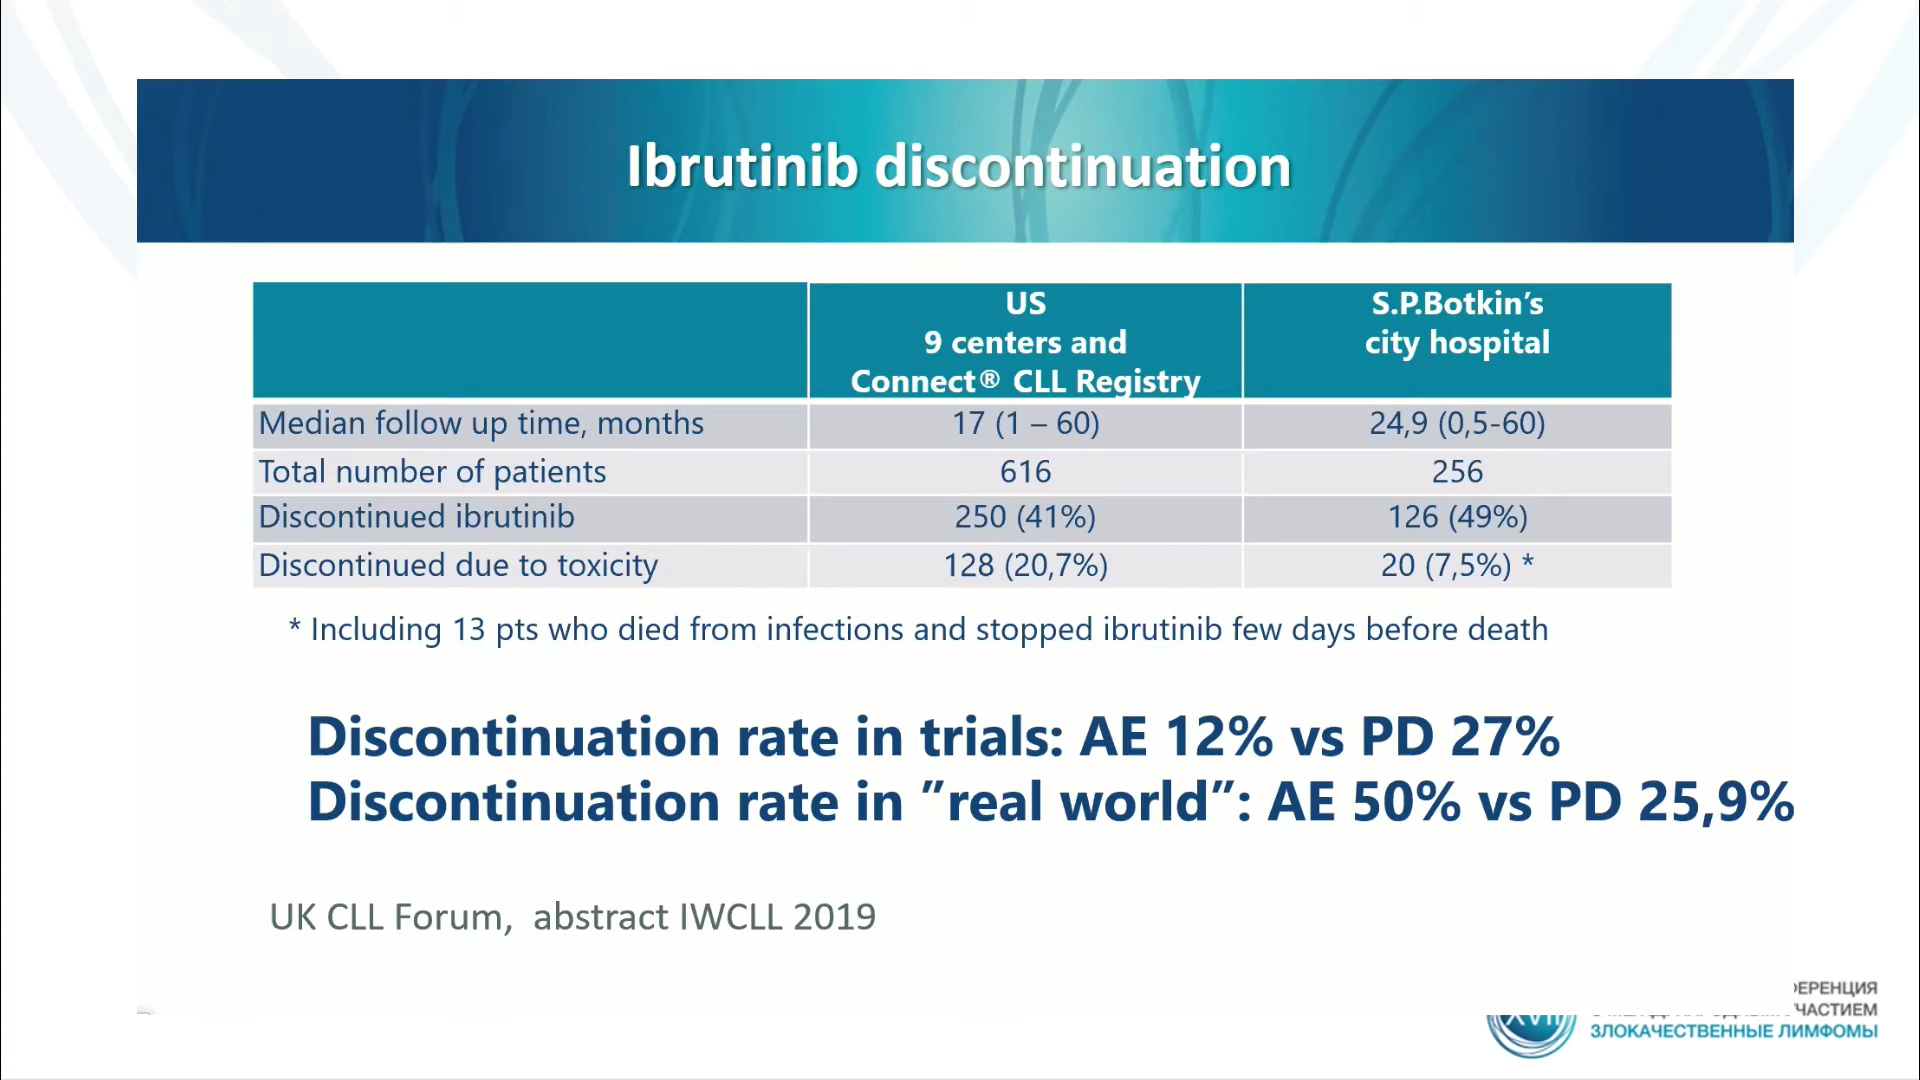 Ibrutinib discontinuation
US
9 centers and
Connect® CLL Registry
S.P.Botkin’s
city hospital
Median follow up time, months 17 (1 – 60) 24,9 (0,5-60)
Total number of patients 616 256
Discontinued ibrutinib 250 (41%) 126 (49%)
Discontinued due to toxicity 128 (20,7%) 20 (7,5%) *
* Including 13 pts who died from infections and stopped ibrutinib few days before death
Discontinuation rate in trials: AE 12% vs PD 27%
Discontinuation rate in ”real world”: AE 50% vs PD 25,9%
UK CLL Forum, abstract IWCLL 2019
ЗЛОКАЧЕСТВЕННЫЕ ЛИМФОМЫ